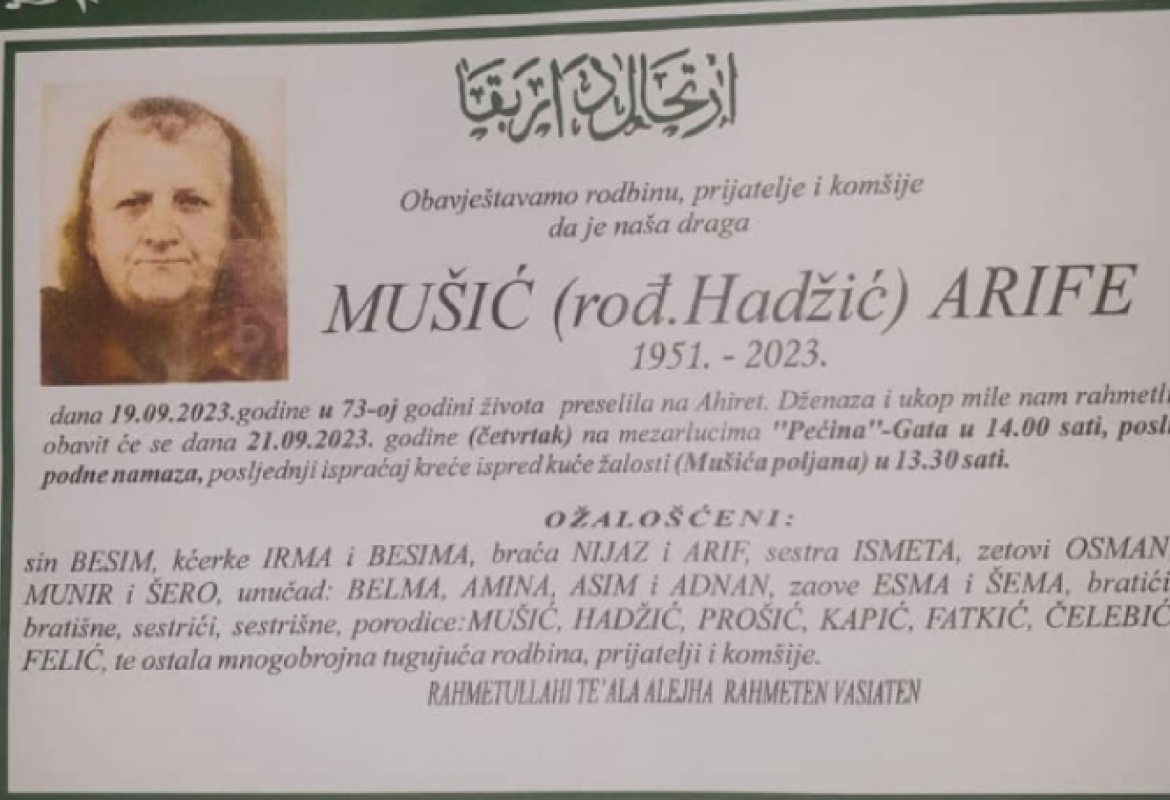 ارتحال دار بقا
Obavještavamo rodbinu, prijatelje i komšije
da je naša draga
MUŠIĆ (rođ.Hadžić) ARIFE
1951. - 2023.
dana 19.09.2023.godine u 73-oj godini života preselila na Ahiret. Dženaza i ukop mile nam rahmetli
obavit će se dana 21.09.2023. godine (četvrtak) na mezarlucima "Pećina"-Gata u 14.00 sati, posli
podne namaza, posljednji ispraćaj kreće ispred kuće žalosti (Mušića poljana) u 13.30 sati.
OŽALOŠĆENI:
sin BESIM, kćerke IRMA i BESIMA, braća NIJAZ i ARIF, sestra ISMETA, zetovi OSMAN,
MUNIR i ŠERO, unučad: BELMA, AMINA, ASIM i ADNAN, zaove ESMA i ŠEMA, bratići
bratišne, sestrići, sestrišne, porodice:MUŠIĆ, HADŽIĆ, PROŠIĆ, KAPIĆ, FATKIĆ, ČELEBIĆ
FELIĆ, te ostala mnogobrojna tugujuća rodbina, prijatelji i komšije.
RAHMETULLAHI TE'ALA ALEJHA RAHMETEN VASIATEN